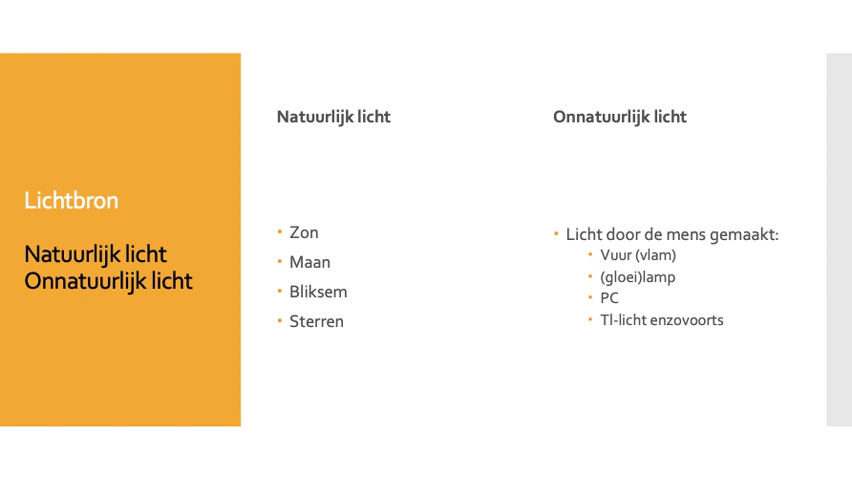 Lichtbron
Natuurlijk licht
Onnatuurlijk licht
Natuurlijk licht
• Zon
• Maan
• Bliksem
• Sterren
Onnatuurlijk licht
• Licht door de mens gemaakt:
• Vuur (vlam)
• (gloei)lamp
• PC
• Tl-licht enzovoorts